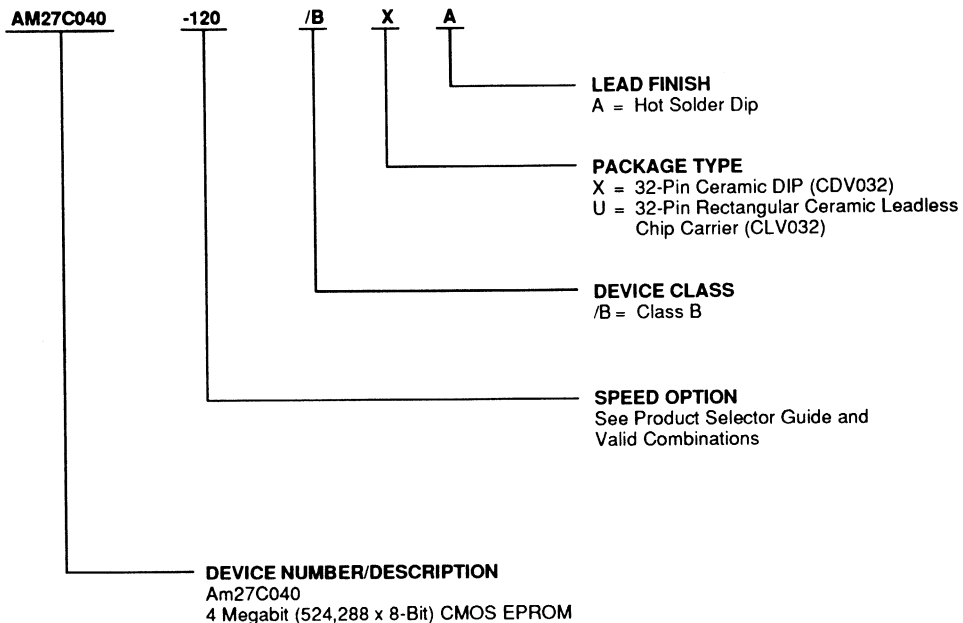 AM27C040 -120 /B X A
LEAD FINISH
A = Hot Solder Dip
PACKAGE TYPE
X = 32-Pin Ceramic DIP (CDV032)
U = 32-Pin Rectangular Ceramic Leadless
Chip Carrier (CLV032)
DEVICE CLASS
/B = Class B
SPEED OPTION
See Product Selector Guide and
Valid Combinations
DEVICE NUMBER/DESCRIPTION
Am27C040
4 Megabit (524,288 x 8-Bit) CMOS EPROM